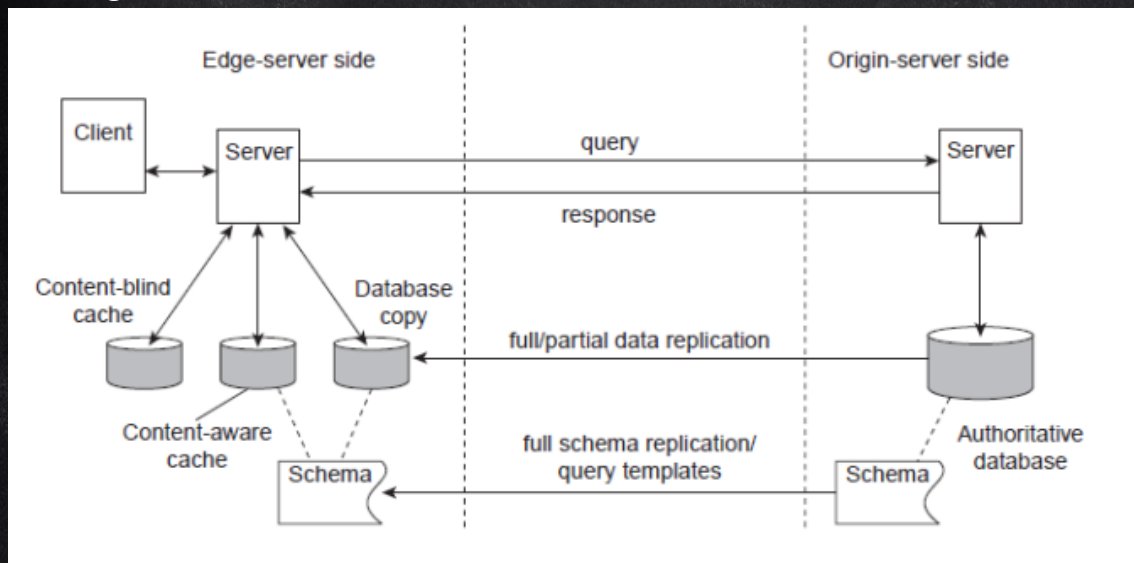 Edge-server side
Origin-server side
Client
Server
query
Server
response
Content-blind
cache
Database
copy
full/partial data replication
Content-aware
cache
full schema replication/
query templates
Authoritative
database
Schema
Schema